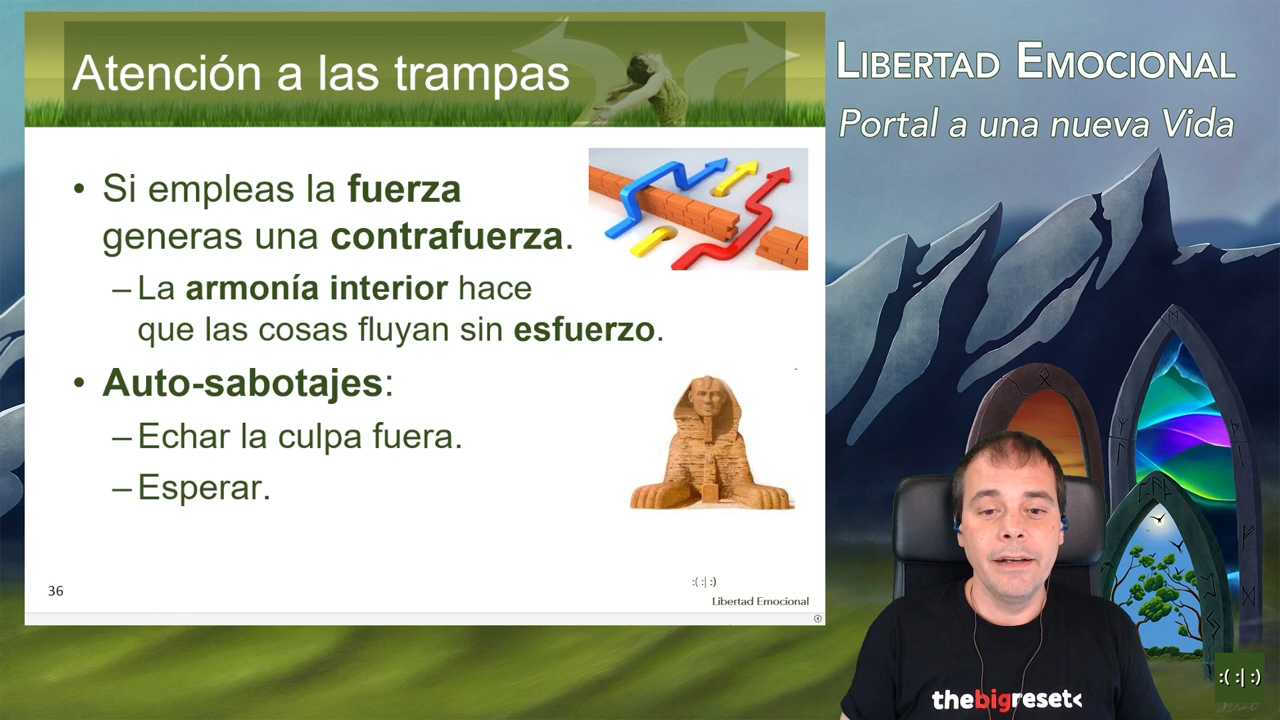 Atención a las trampas
• Si empleas la fuerza
generas una contrafuerza.
– La armonía interior hace
que las cosas fluyan sin esfuerzo.
• Auto-sabotajes:
– Echar la culpa fuera.
– Esperar.
36
:( :| :)
Libertad Emocional
LIBERTAD EMOCIONAL
Portal a una nueva Vida
thebigreset<
:( :| :)